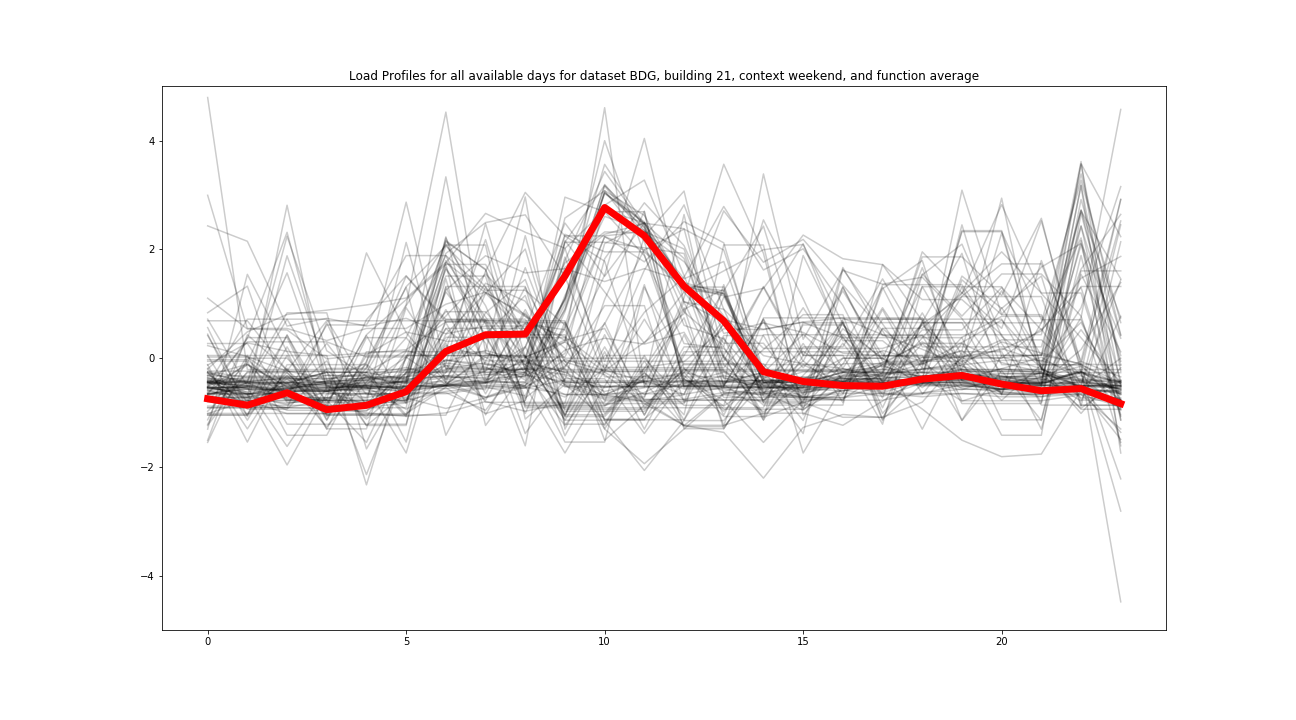 Load Profiles for all available days for dataset BDG, building 21, context weekend, and function average
4
2
0
−2
−4
0 5 10 15 20